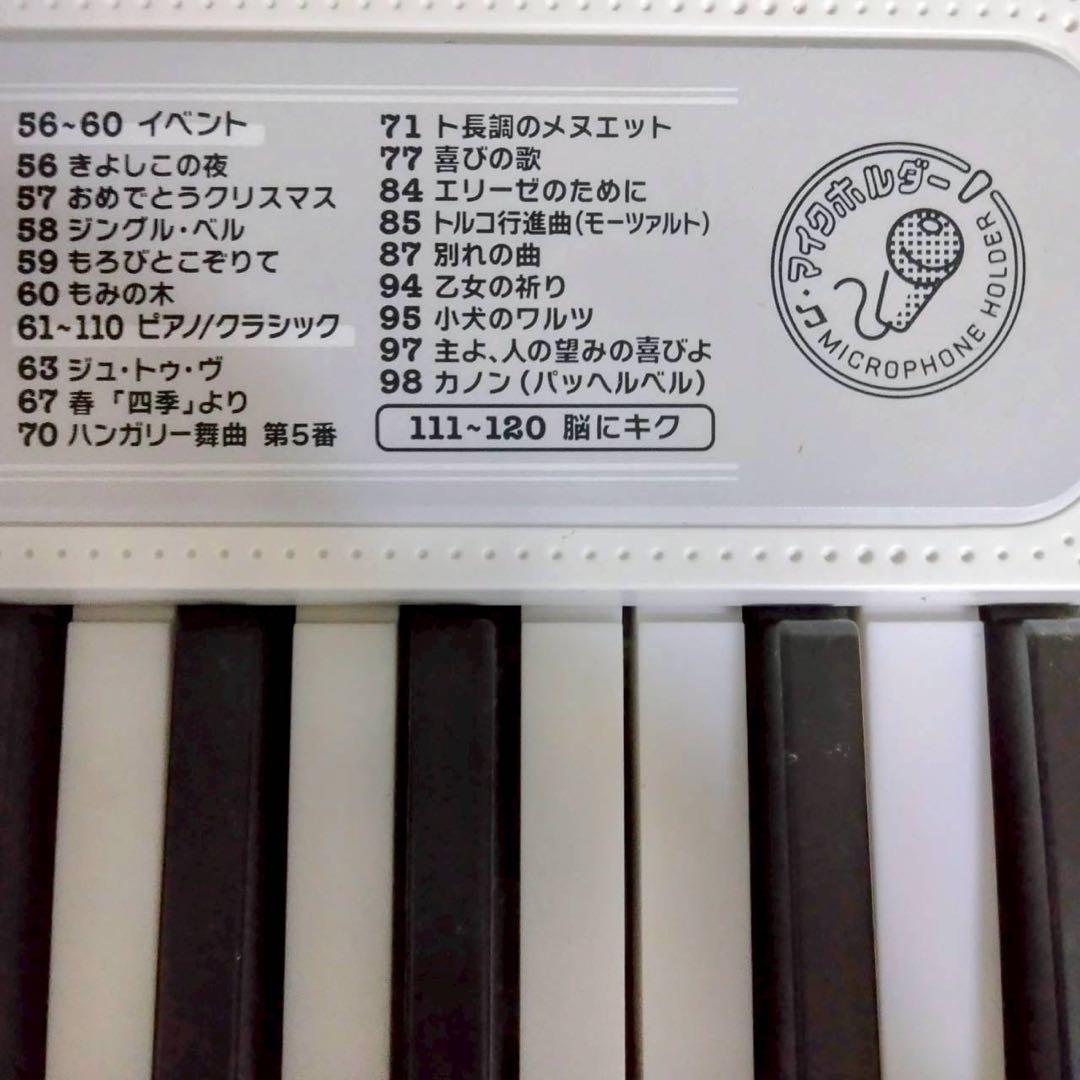 56~60 イベント
56 きよしこの夜
57 おめでとうクリスマス
58 ジングル・ベル
59 もろびとこぞりて
60 もみの木
61~110 ピアノ/クラシック
63 ジュ・トゥ・ヴ
67 春「四季」より
70 ハンガリー舞曲 第5番
71 ト長調のメヌエット
77 喜びの歌
84 エリーゼのために
85 トルコ行進曲(モーツァルト)
87 別れの曲
94 乙女の祈り
95 小犬のワルツ
97 主よ、人の望みの喜びよ
98 カノン(パッヘルベル)
111~120 脳にキク
マイクホルダー
MICROPHONE HOLDER